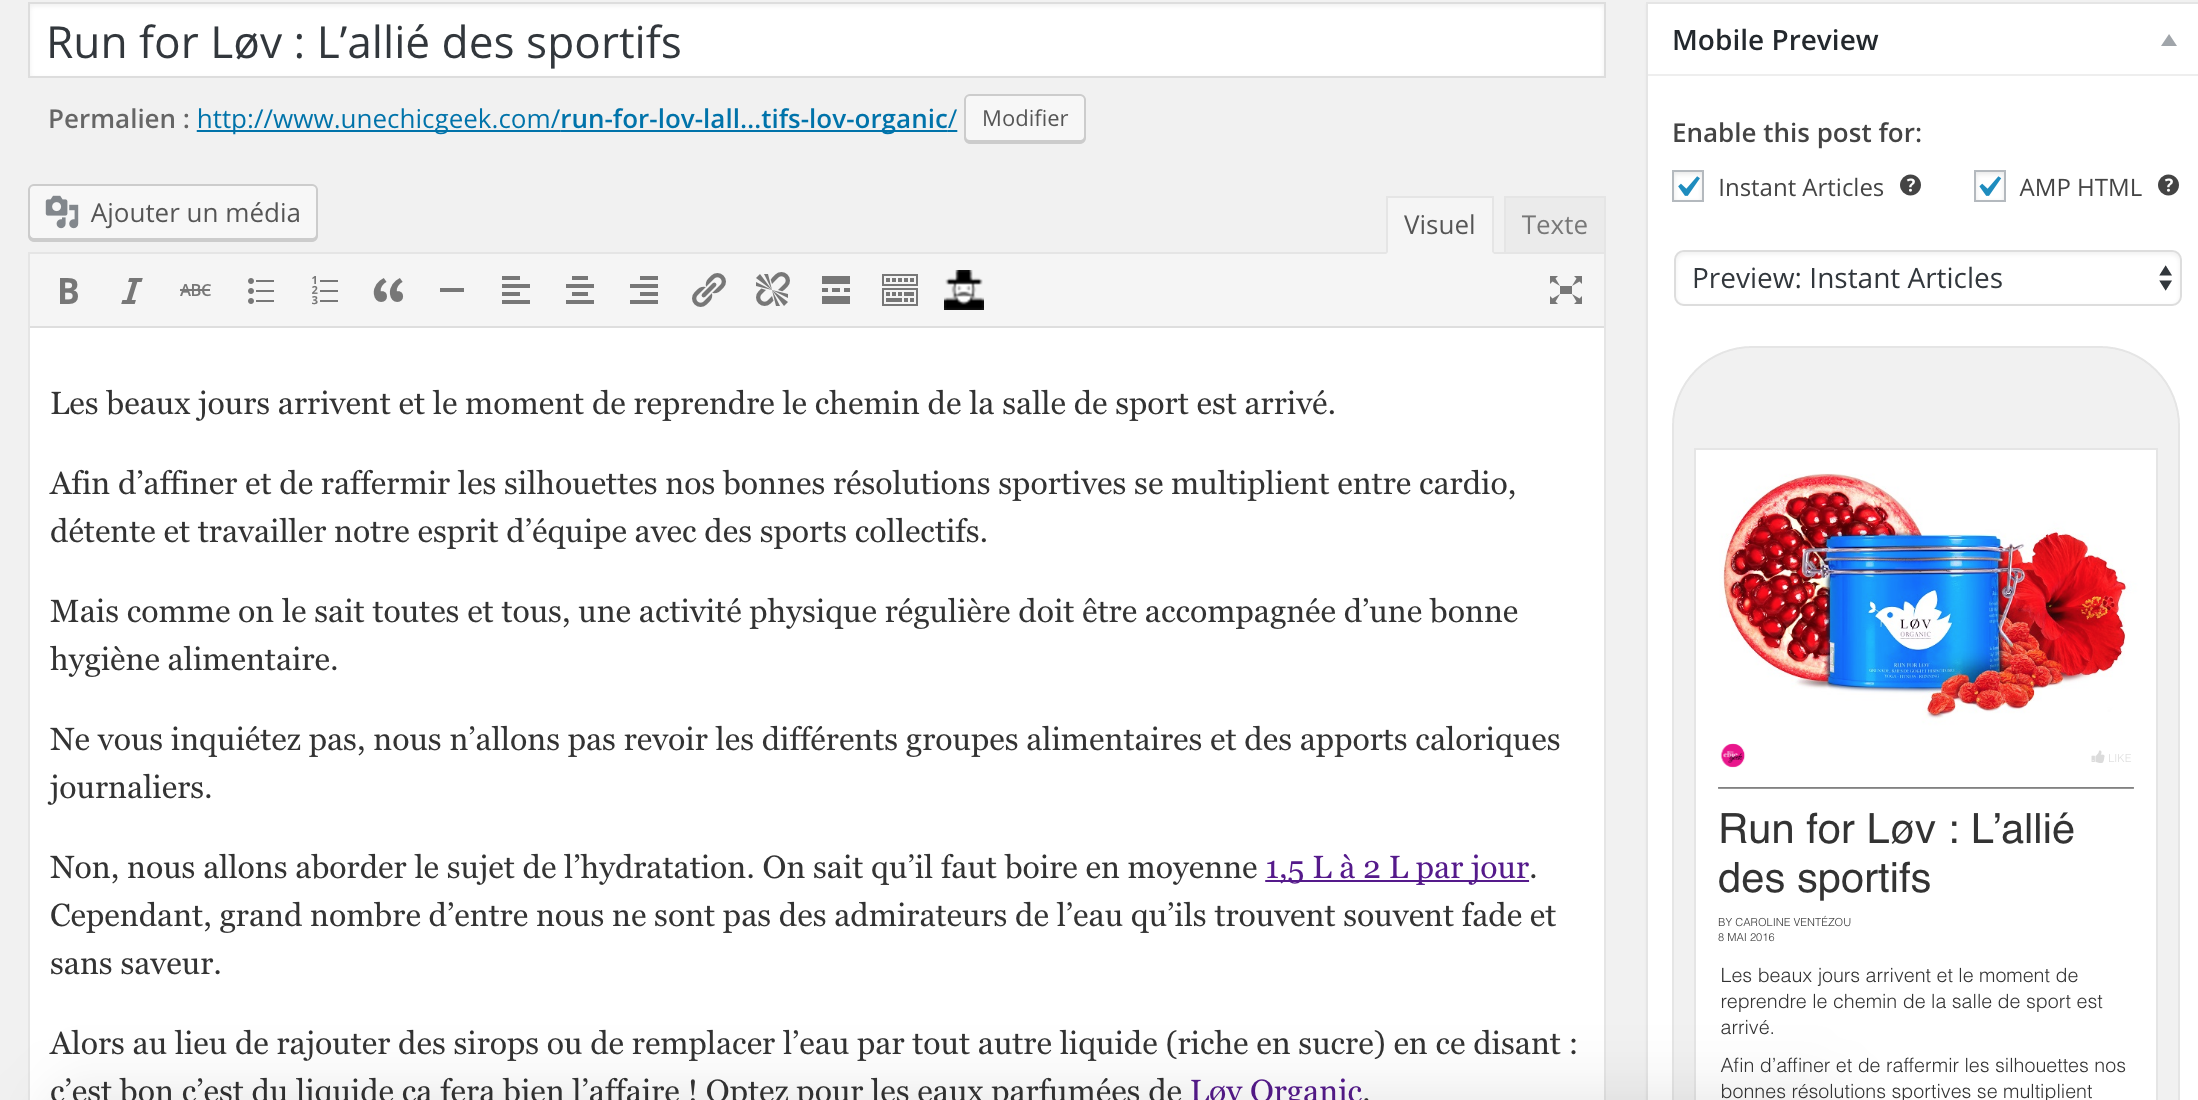 Run for Løv : L’allié des sportifs
Permalien : http://www.unechicgeek.com/run-for-lov-lall...tifs-lov-organic/ Modifier
Ajouter un média
Visuel Texte
B I ABC
Les beaux jours arrivent et le moment de reprendre le chemin de la salle de sport est arrivé.
Afin d’affiner et de raffermir les silhouettes nos bonnes résolutions sportives se multiplient entre cardio,
détente et travailler notre esprit d’équipe avec des sports collectifs.
Mais comme on le sait toutes et tous, une activité physique régulière doit être accompagnée d’une bonne
hygiène alimentaire.
Ne vous inquiétez pas, nous n’allons pas revoir les différents groupes alimentaires et des apports caloriques
journaliers.
Non, nous allons aborder le sujet de l’hydratation. On sait qu’il faut boire en moyenne 1,5 L à 2 L par jour.
Cependant, grand nombre d’entre nous ne sont pas des admirateurs de l’eau qu’ils trouvent souvent fade et
sans saveur.
Alors au lieu de rajouter des sirops ou de remplacer l’eau par tout autre liquide (riche en sucre) en ce disant :
c’est bon c’est du liquide ça fera bien l’affaire ! Optez pour les eaux parfumées de Løv Organic.
Mobile Preview
Enable this post for:
Instant Articles AMP HTML
Preview: Instant Articles
LØV
ORGANIC
RUN FOR LØV
LIKE
Run for Løv : L’allié
des sportifs
BY CAROLINE VENTÉZOU
8 MAI 2016
Les beaux jours arrivent et le moment de
reprendre le chemin de la salle de sport est
arrivé.
Afin d’affiner et de raffermir les silhouettes nos
bonnes résolutions sportives se multiplient